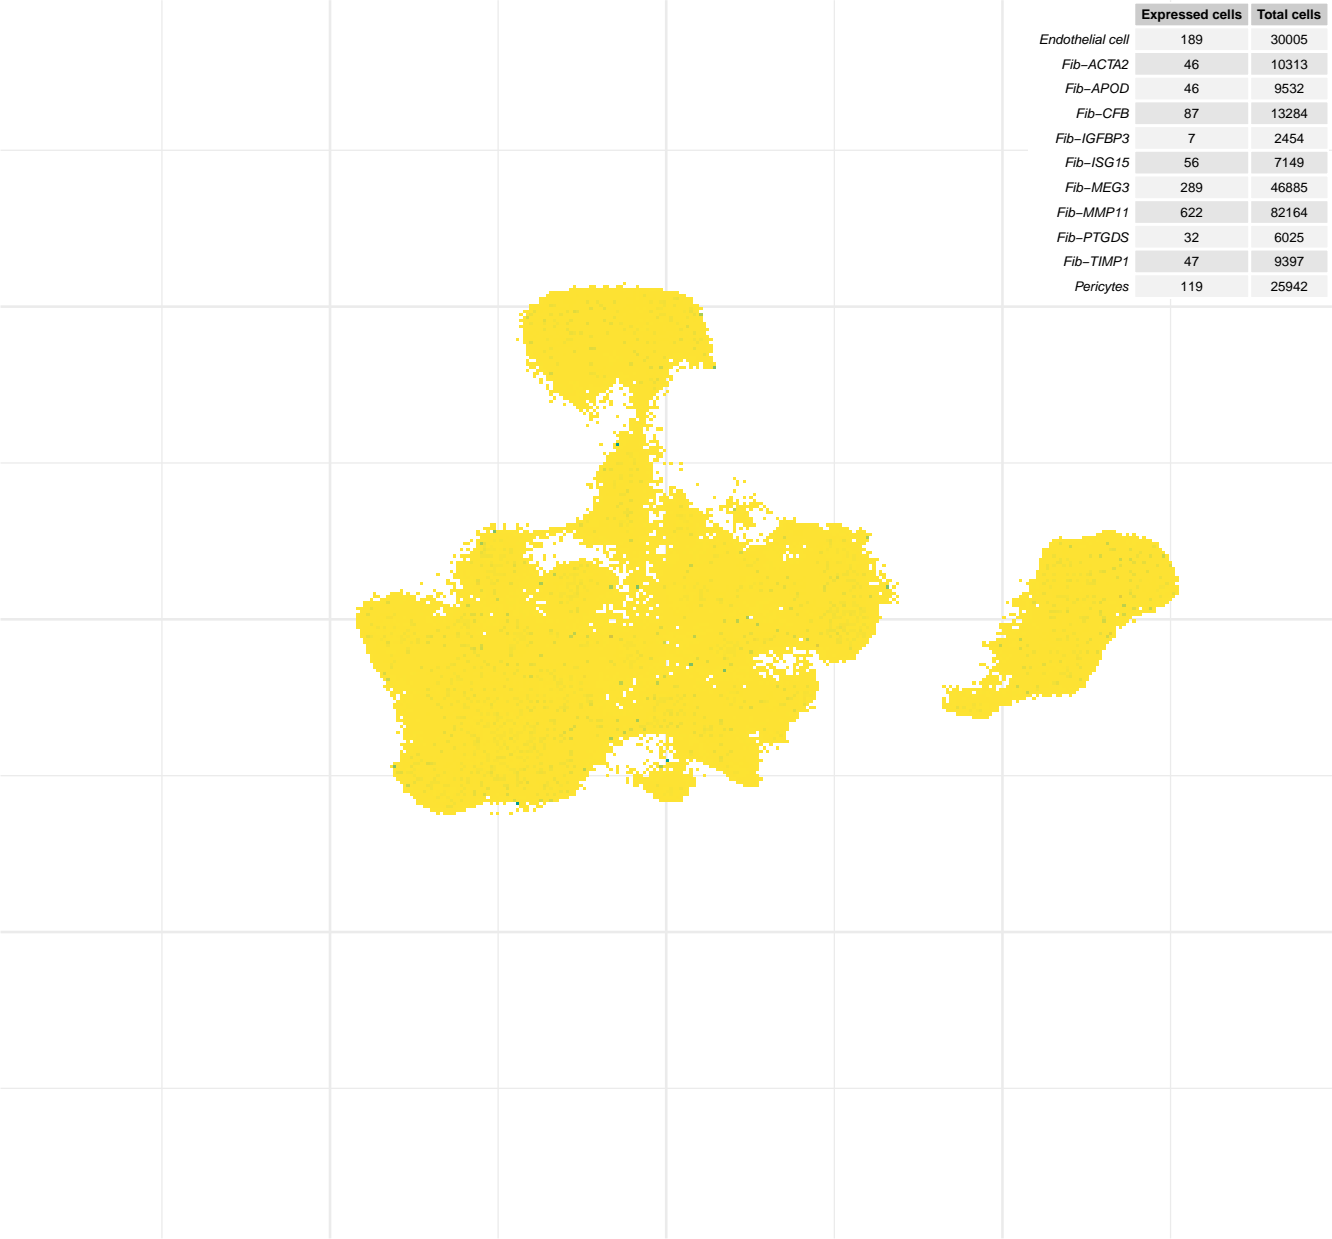 Expressed cells Total cells
Endothelial cell 189 30005
Fib−ACTA2 46 10313
Fib−APOD 46 9532
Fib−CFB 87 13284
Fib−IGFBP3 7 2454
Fib−ISG15 56 7149
Fib−MEG3 289 46885
Fib−MMP11 622 82164
Fib−PTGDS 32 6025
Fib−TIMP1 47 9397
Pericytes 119 25942